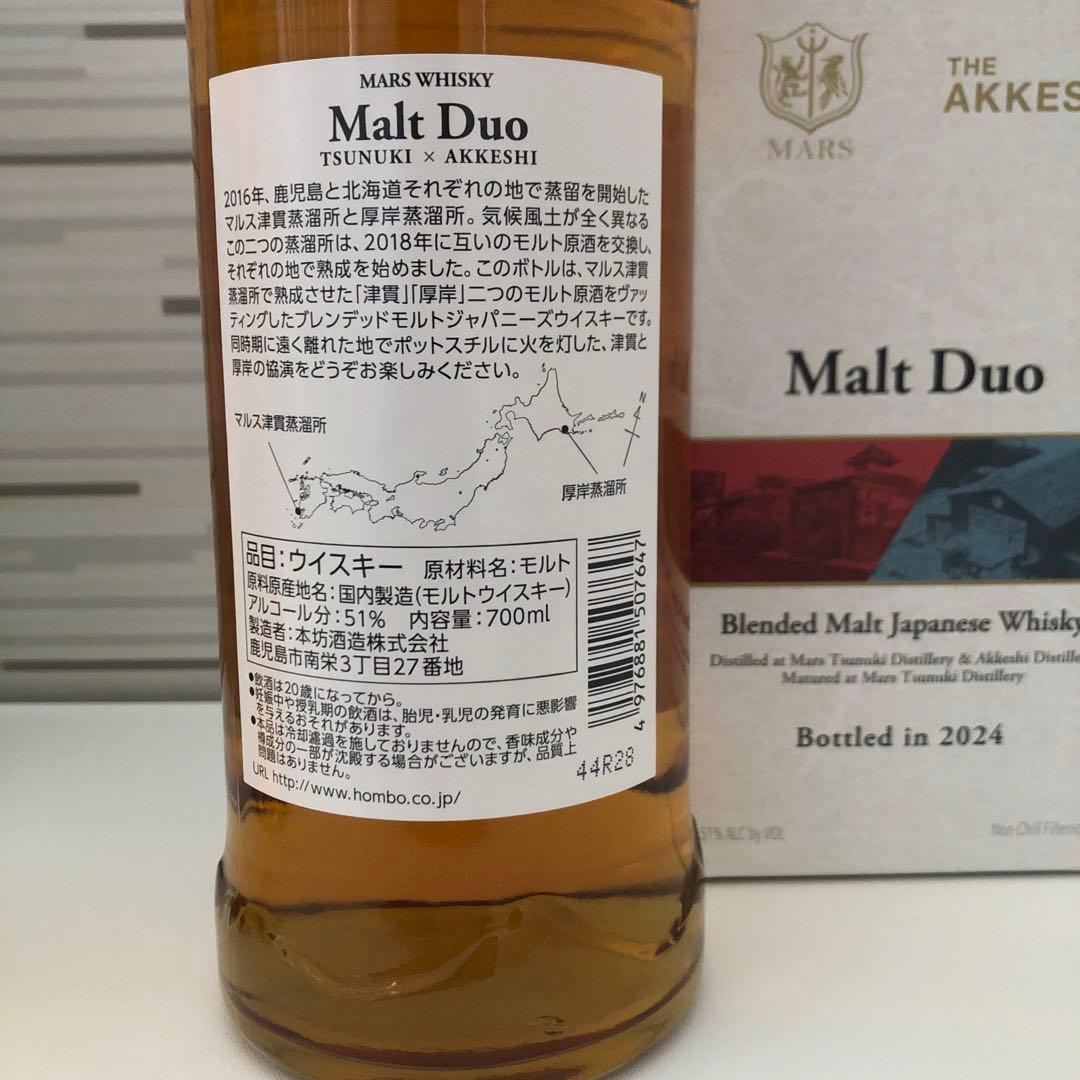 MARS WHISKY
Malt Duo
TSUNUKI × AKKESHI
2016年、鹿児島と北海道それぞれの地で蒸留を開始した
マルス津貫蒸溜所と厚岸蒸溜所。気候風土が全く異なる
この二つの蒸溜所は、2018年に互いのモルト原酒を交換し、
それぞれの地で熟成を始めました。このボトルは、マルス津貫
蒸溜所で熟成させた「津貫」「厚岸」二つのモルト原酒をヴァッ
ティングしたブレンデッドモルトジャパニーズウイスキーです。
同時期に遠く離れた地でポットスチルに火を灯した、津貫と
厚岸の協演をどうぞお楽しみください。
マルス津貫蒸溜所
N
厚岸蒸溜所
品目：ウイスキー 原材料名：モルト
原料原産地名：国内製造（モルトウイスキー）
アルコール分：51% 内容量：700ml
製造者：本坊酒造株式会社
鹿児島市南栄3丁目27番地
●飲酒は20歳になってから。
●妊娠中や授乳期の飲酒は、胎児・乳児の発育に悪影響
を与えるおそれがあります。
●本品は冷却濾過を施しておりませんので、香味成分や
樽成分の一部が沈殿する場合がございますが、品質上
問題はありません。
URL http://www.hombo.co.jp/
4 976881 507647
44R28
MARS
THE
AKKES
Malt Duo
Blended Malt Japanese Whisky
Distilled at Mars Tsunuki Distillery & Akkeshi Distille
Matured at Mars Tsunuki Distillery
Bottled in 2024
51% ALC by VOL
Non-Chill Filtered